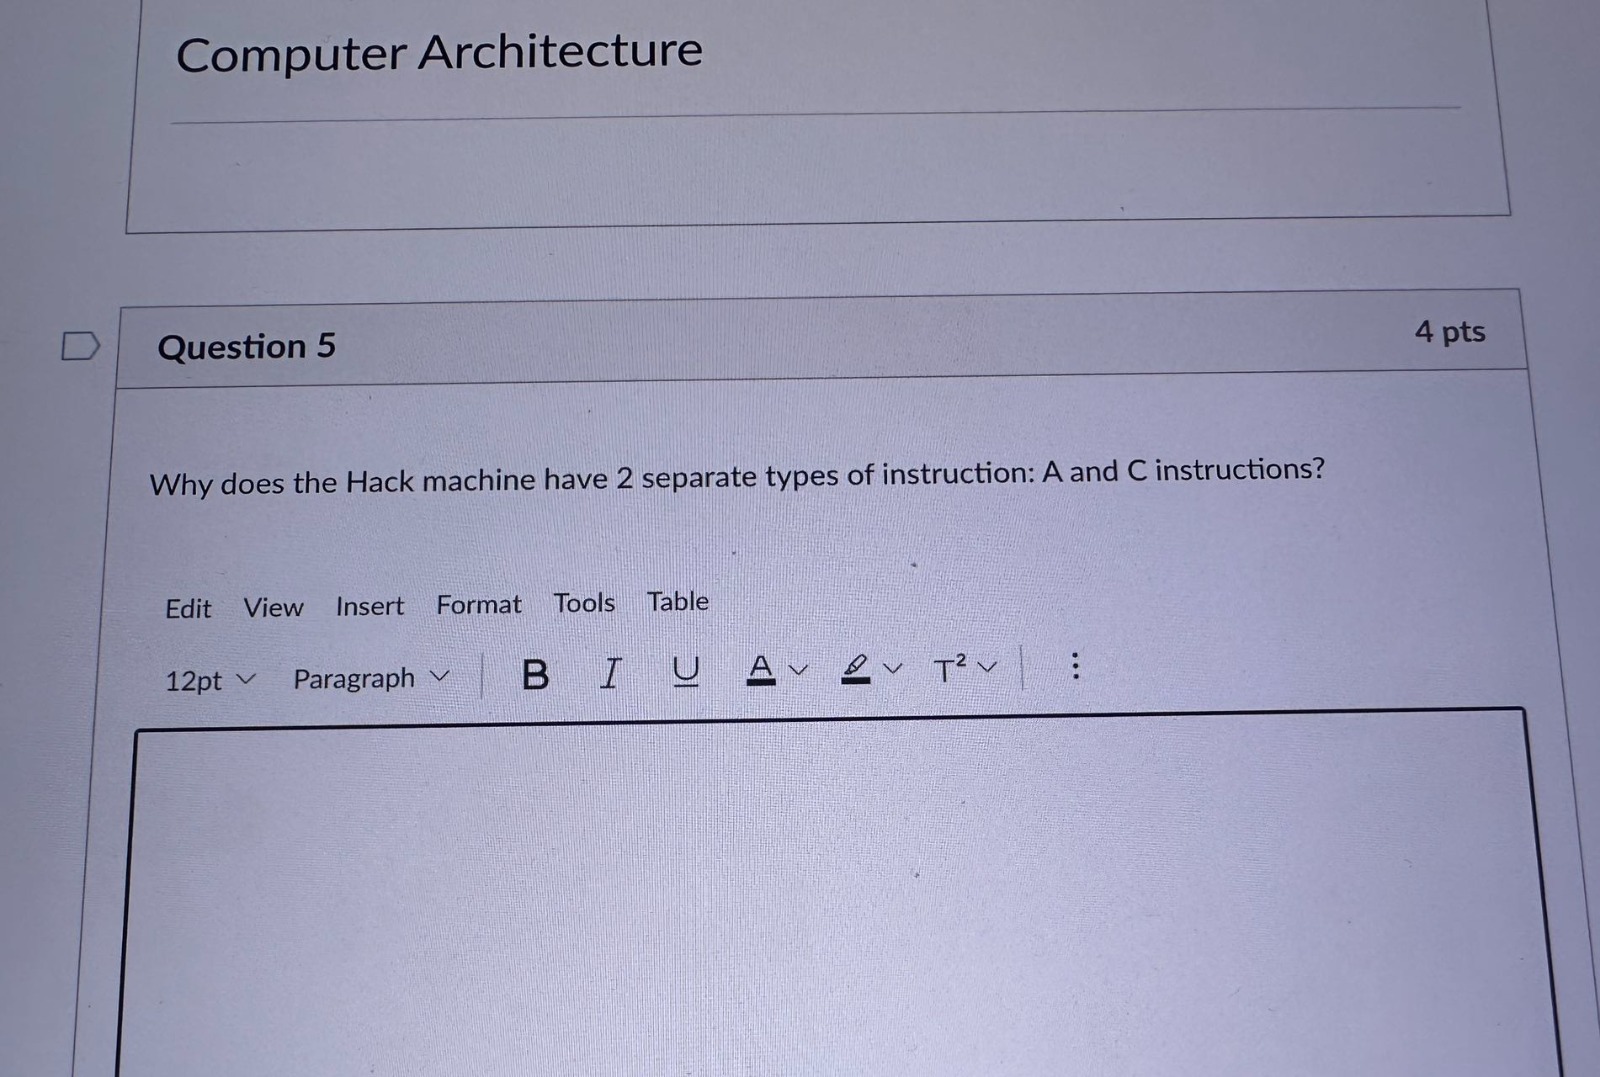 Computer Architecture
Question 5
4 pts
Why does the Hack machine have 2 separate types of instruction: A and C instructions?
Edit View Insert Format Tools Table
12pt Paragraph B I U A T²